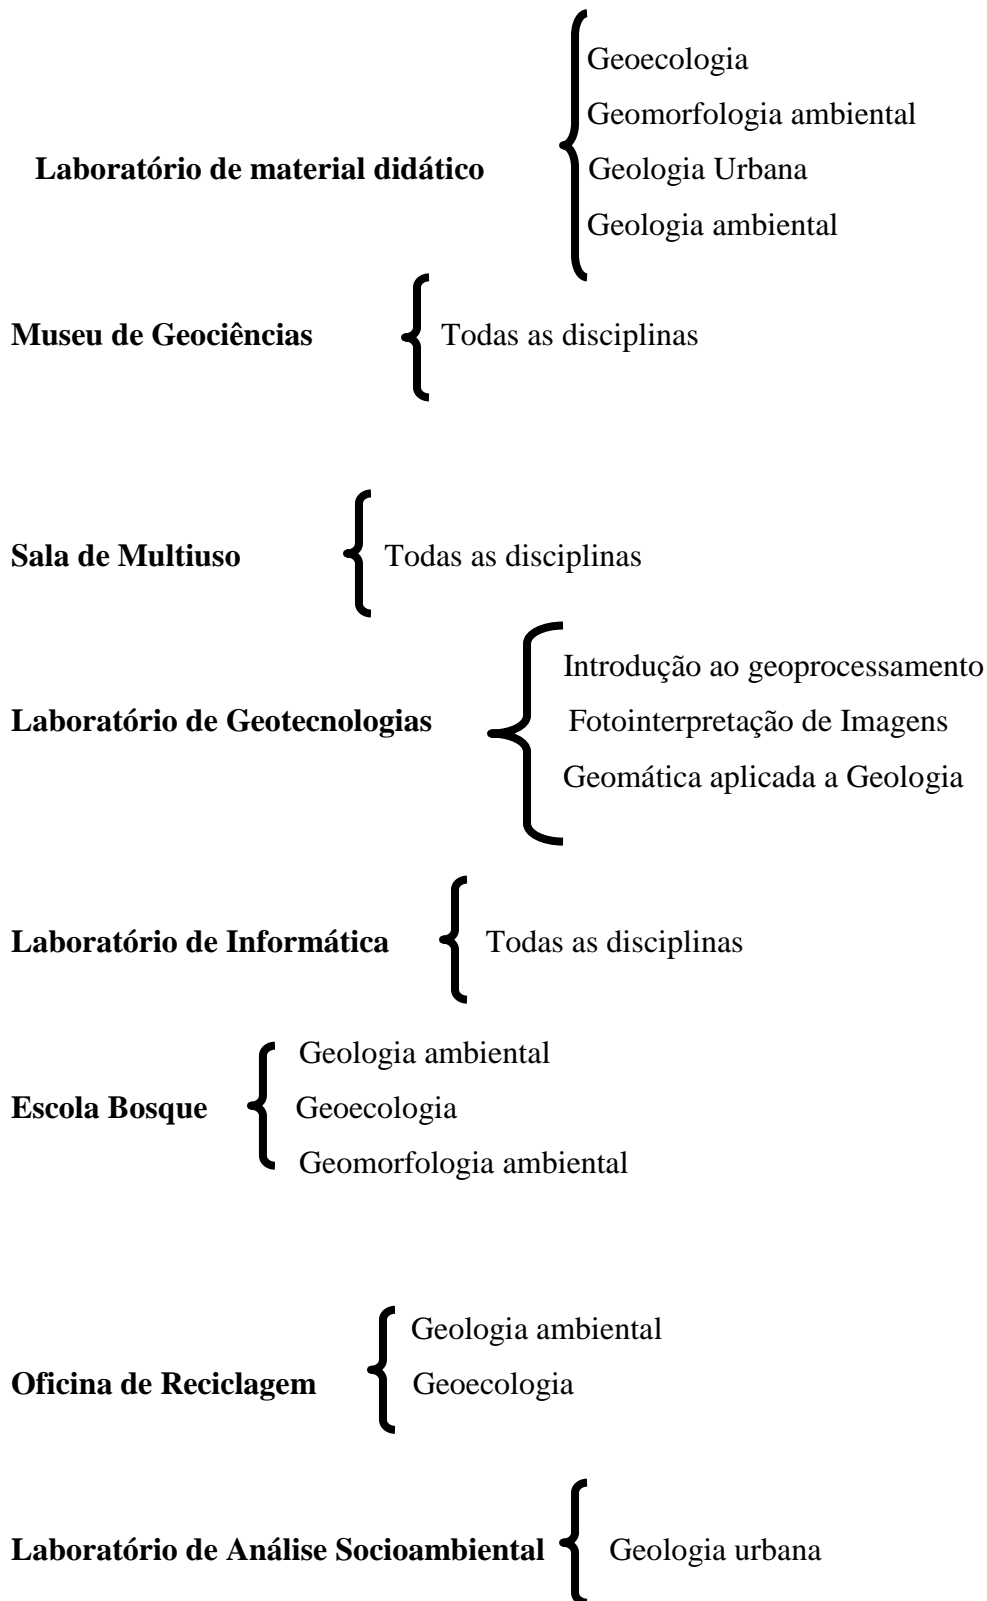 Geoecologia
Geomorfologia ambiental
Laboratório de material didático Geologia Urbana
Geologia ambiental
Museu de Geociências Todas as disciplinas
Sala de Multiuso Todas as disciplinas
Introdução ao geoprocessamento
Laboratório de Geotecnologias Fotointerpretação de Imagens
Geomática aplicada a Geologia
Laboratório de Informática Todas as disciplinas
Geologia ambiental
Escola Bosque Geoecologia
Geomorfologia ambiental
Geologia ambiental
Oficina de Reciclagem Geoecologia
Laboratório de Análise Socioambiental Geologia urbana